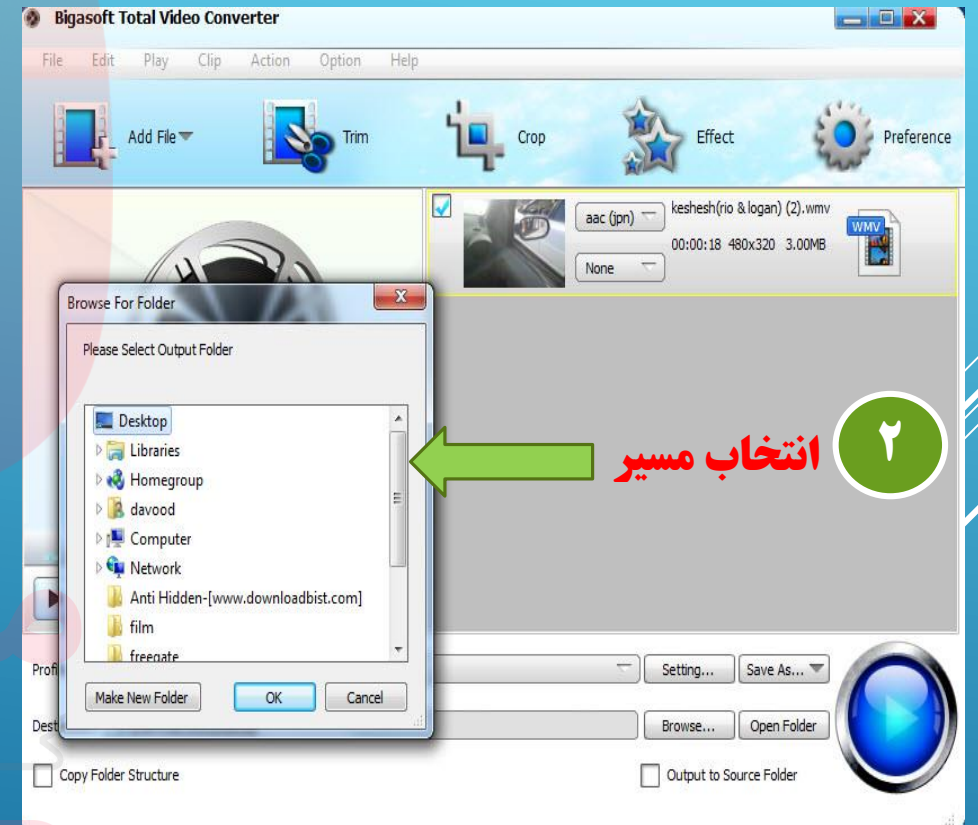 Bigasoft Total Video Converter
File Edit Play Clip Action Option Help
Add File Trim Crop Effect Preference
aac (jpn) keshesh(rio & logan) (2).wmv
00:00:18 480x320 3.00MB
WMV
None
Browse For Folder
Please Select Output Folder
Desktop
Libraries
Homegroup
davood
Computer
Network
Anti Hidden-[www.downloadbist.com]
film
freegate
Make New Folder OK Cancel
۲ انتخاب مسیر
Profi Setting... Save As...
Dest Browse... Open Folder
Copy Folder Structure Output to Source Folder